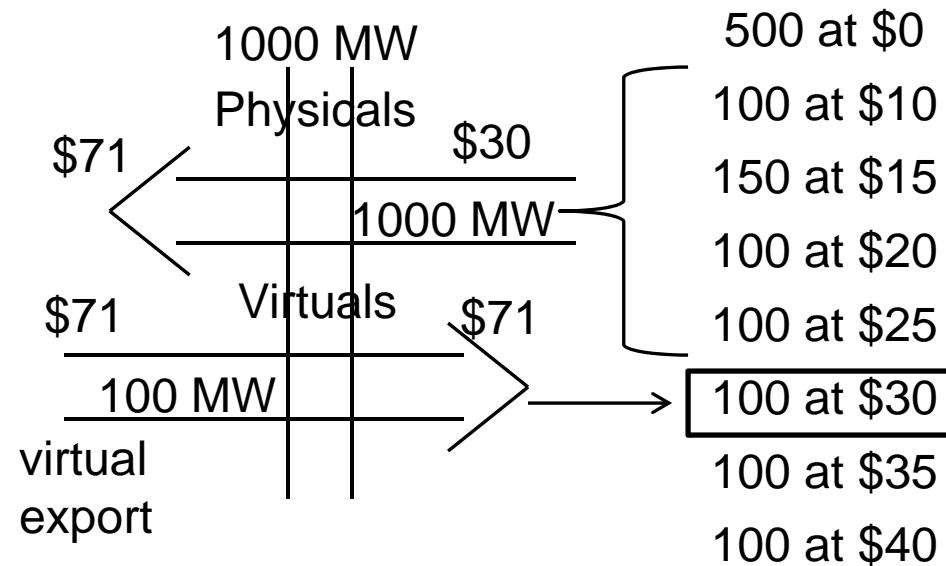 1000 MW
Physicals
$71
$30
1000 MW
Virtuals
$71
$71
100 MW
virtual
export
500 at $0
100 at $10
150 at $15
100 at $20
100 at $25
100 at $30
100 at $35
100 at $40